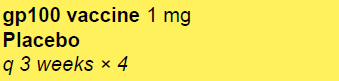 gp100 vaccine 1 mg
Placebo
q 3 weeks × 4